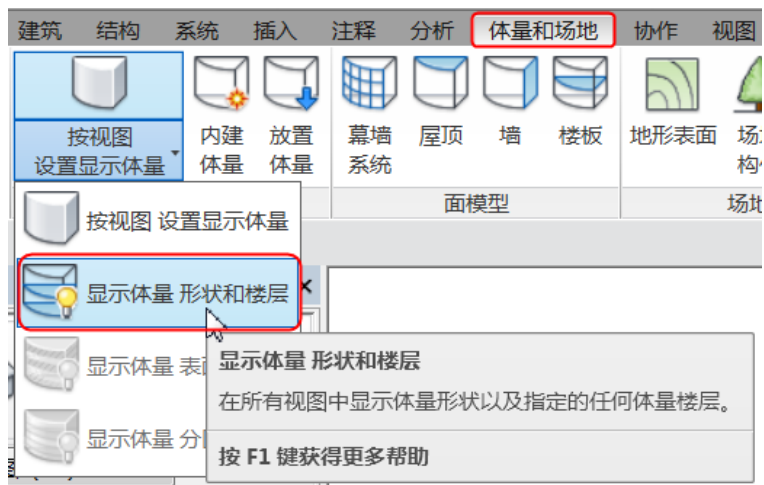 建筑 结构 系统 插入 注释 分析 体量和场地 协作 视图
按视图
设置显示体量
内建
体量
放置
体量
幕墙
系统
屋顶
墙
楼板
地形表面
面模型
场地
按视图 设置显示体量
显示体量 形状和楼层
显示体量
显示体量
显示体量 形状和楼层
在所有视图中显示体量形状以及指定的任何体量楼层。
按 F1 键获得更多帮助